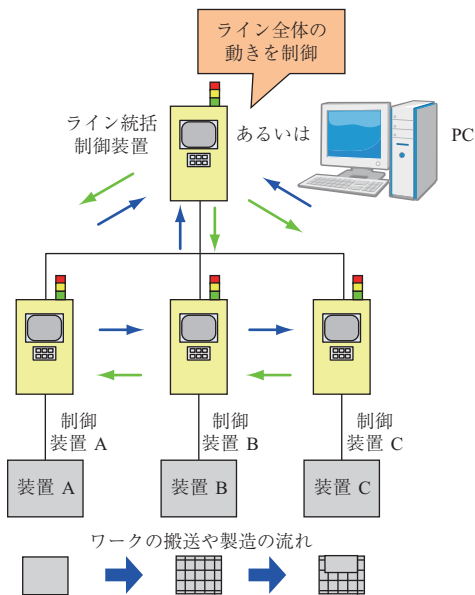 ライン全体の
動きを制御
ライン統括
制御装置
あるいは
PC
制御
装置 A
制御
装置 B
制御
装置 C
装置 A
装置 B
装置 C
ワークの搬送や製造の流れ